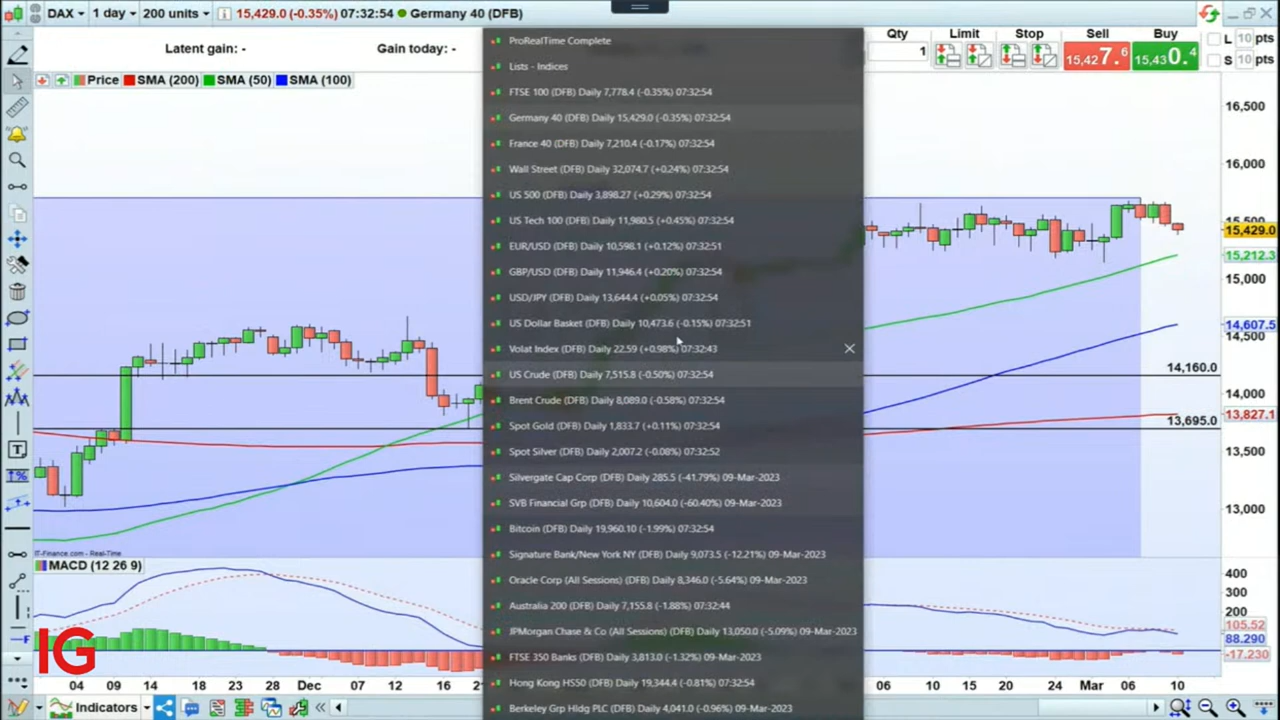 DAX 1 day 200 units 15,429.0 (-0.35%) 07:32:54 Germany 40 (DFB)
Latent gain: - Gain today: - Qty Limit Stop Sell Buy L 10 pts
1 15,427.6 15,430.4 S 10 pts
Price SMA (200) SMA (50) SMA (100)
ProRealTime Complete
Lists - Indices
FTSE 100 (DFB) Daily 7,778.4 (-0.35%) 07:32:54
Germany 40 (DFB) Daily 15,429.0 (-0.35%) 07:32:54
France 40 (DFB) Daily 7,210.4 (-0.17%) 07:32:54
Wall Street (DFB) Daily 32,074.7 (+0.24%) 07:32:54
US 500 (DFB) Daily 3,898.27 (+0.29%) 07:32:54
US Tech 100 (DFB) Daily 11,980.5 (+0.45%) 07:32:54
EUR/USD (DFB) Daily 10,598.1 (+0.12%) 07:32:51
GBP/USD (DFB) Daily 11,946.4 (+0.20%) 07:32:54
USD/JPY (DFB) Daily 13,644.4 (+0.05%) 07:32:54
US Dollar Basket (DFB) Daily 10,473.6 (-0.15%) 07:32:51
Volat Index (DFB) Daily 22.59 (+0.98%) 07:32:43
US Crude (DFB) Daily 7,515.8 (-0.50%) 07:32:54
Brent Crude (DFB) Daily 8,089.0 (-0.58%) 07:32:54
Spot Gold (DFB) Daily 1,833.7 (+0.11%) 07:32:54
Spot Silver (DFB) Daily 2,007.2 (-0.08%) 07:32:52
Silvergate Cap Corp (DFB) Daily 285.5 (-41.79%) 09-Mar-2023
SVB Financial Grp (DFB) Daily 10,604.0 (-60.40%) 09-Mar-2023
Bitcoin (DFB) Daily 19,960.10 (-1.99%) 07:32:54
Signature Bank/New York NY (DFB) Daily 9,073.5 (-12.21%) 09-Mar-2023
Oracle Corp (All Sessions) (DFB) Daily 8,346.0 (-5.64%) 09-Mar-2023
Australia 200 (DFB) Daily 7,155.8 (-1.88%) 07:32:44
JPMorgan Chase & Co (All Sessions) (DFB) Daily 13,050.0 (-5.09%) 09-Mar-2023
FTSE 350 Banks (DFB) Daily 3,813.0 (-1.32%) 09-Mar-2023
Hong Kong HS50 (DFB) Daily 19,344.4 (-0.81%) 07:32:54
Berkeley Grp Hldg PLC (DFB) Daily 4,041.0 (-0.96%) 09-Mar-2023
16,500
16,000
15,429.0
15,212.3
15,000
14,607.5
14,500
14,160.0
14,000
13,827.1
13,695.0
13,500
13,000
IT-Finance.com - Real-Time
MACD (12 26 9)
400
300
200
105.52
88.290
-17.230
IG
04 09 14 18 23 28 Dec 07 12 16 06 10 15 20 24 Mar 06 10
Indicators